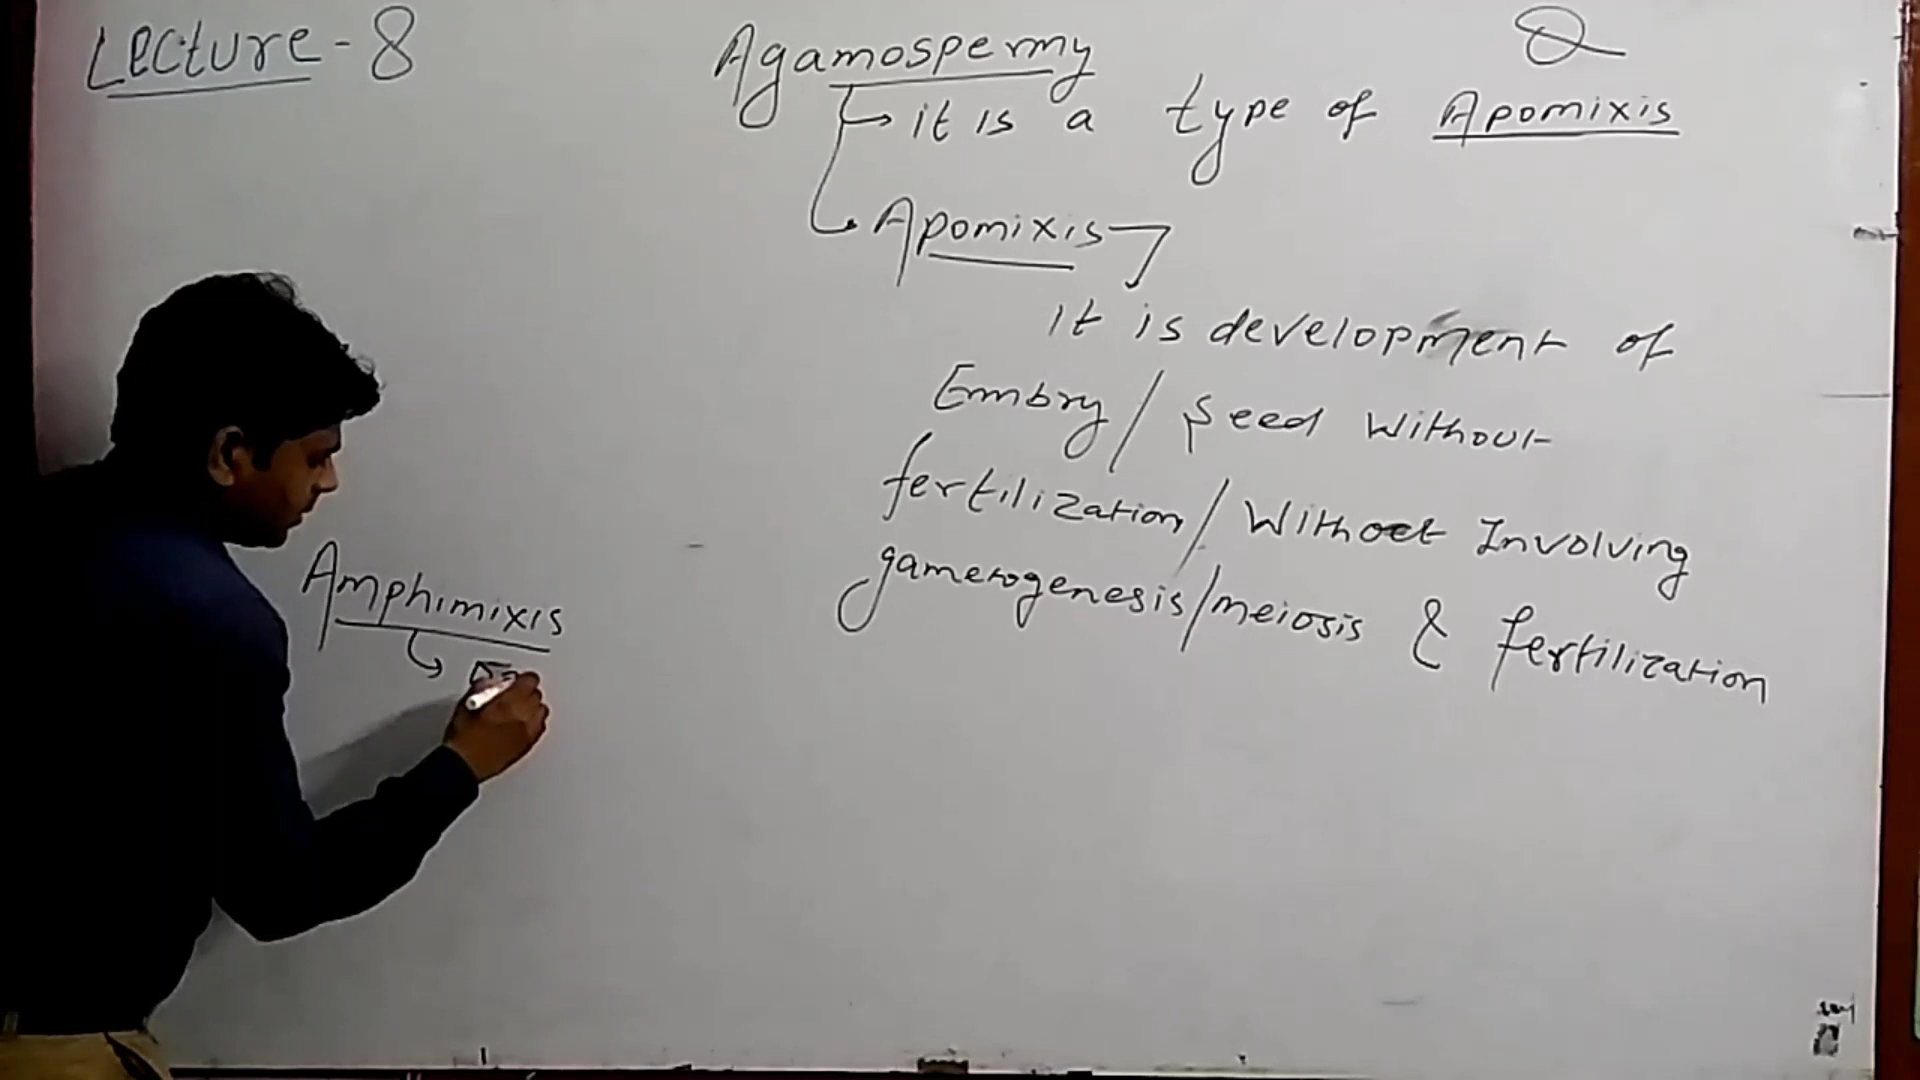 Lecture-8
Agamospermy
it is a type of Apomixis
Apomixis
It is development of
Embry/Seed without
fertilization/Without Involving
gametogenesis/meiosis & fertilization
Amphimixis